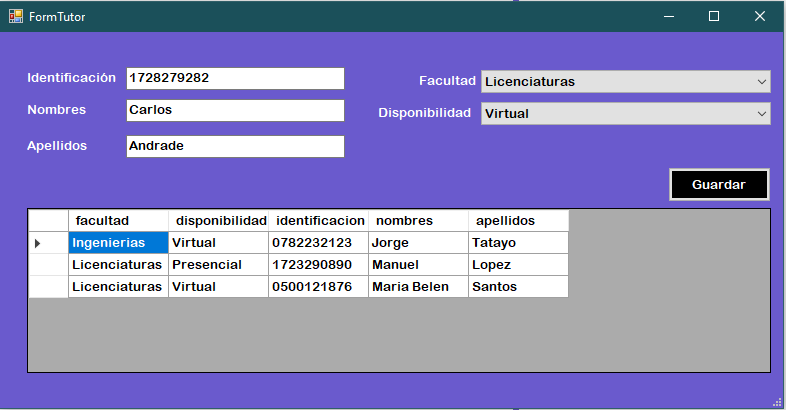 FormTutor
Identificación 1728279282
Facultad Licenciaturas
Nombres Carlos
Disponibilidad Virtual
Apellidos Andrade
Guardar
facultad disponibilidad identificacion nombres apellidos
Ingenierias Virtual 0782232123 Jorge Tatayo
Licenciaturas Presencial 1723290890 Manuel Lopez
Licenciaturas Virtual 0500121876 Maria Belen Santos